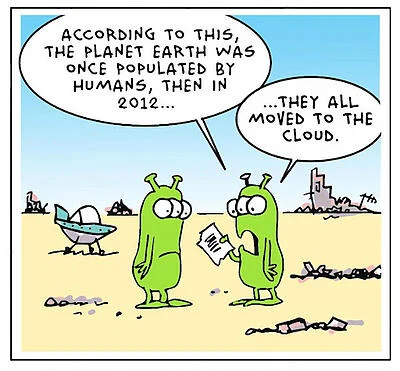 ACCORDING TO THIS,
THE PLANET EARTH WAS
ONCE POPULATED BY
HUMANS, THEN IN
2012...
...THEY ALL
MOVED TO THE
CLOUD.